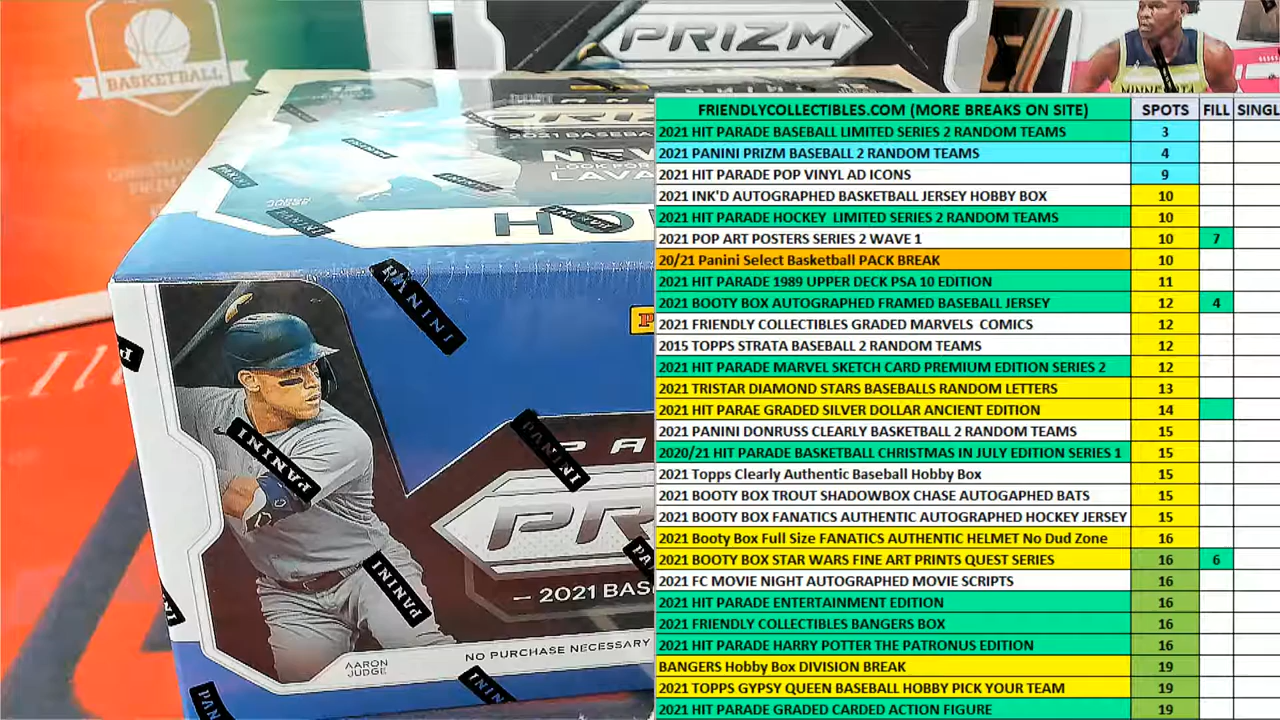 PRIZM
BASKETBALL
MINNESOTA
2021 BASEBA
NEW
LOOK FOR
LAVA
HO
PANINI
PANINI
PANINI
PANINI
PANINI
PR
— 2021 BAS
NO PURCHASE NECESSARY
AARON
JUDGE
FRIENDLYCOLLECTIBLES.COM (MORE BREAKS ON SITE) SPOTS FILL SINGL
2021 HIT PARADE BASEBALL LIMITED SERIES 2 RANDOM TEAMS 3
2021 PANINI PRIZM BASEBALL 2 RANDOM TEAMS 4
2021 HIT PARADE POP VINYL AD ICONS 9
2021 INK'D AUTOGRAPHED BASKETBALL JERSEY HOBBY BOX 10
2021 HIT PARADE HOCKEY LIMITED SERIES 2 RANDOM TEAMS 10
2021 POP ART POSTERS SERIES 2 WAVE 1 10 7
20/21 Panini Select Basketball PACK BREAK 10
2021 HIT PARADE 1989 UPPER DECK PSA 10 EDITION 11
2021 BOOTY BOX AUTOGRAPHED FRAMED BASEBALL JERSEY 12 4
2021 FRIENDLY COLLECTIBLES GRADED MARVELS COMICS 12
2015 TOPPS STRATA BASEBALL 2 RANDOM TEAMS 12
2021 HIT PARADE MARVEL SKETCH CARD PREMIUM EDITION SERIES 2 12
2021 TRISTAR DIAMOND STARS BASEBALLS RANDOM LETTERS 13
2021 HIT PARAE GRADED SILVER DOLLAR ANCIENT EDITION 14
2021 PANINI DONRUSS CLEARLY BASKETBALL 2 RANDOM TEAMS 15
2020/21 HIT PARADE BASKETBALL CHRISTMAS IN JULY EDITION SERIES 1 15
2021 Topps Clearly Authentic Baseball Hobby Box 15
2021 BOOTY BOX TROUT SHADOWBOX CHASE AUTOGAPHED BATS 15
2021 BOOTY BOX FANATICS AUTHENTIC AUTOGRAPHED HOCKEY JERSEY 15
2021 Booty Box Full Size FANATICS AUTHENTIC HELMET No Dud Zone 16
2021 BOOTY BOX STAR WARS FINE ART PRINTS QUEST SERIES 16 6
2021 FC MOVIE NIGHT AUTOGRAPHED MOVIE SCRIPTS 16
2021 HIT PARADE ENTERTAINMENT EDITION 16
2021 FRIENDLY COLLECTIBLES BANGERS BOX 16
2021 HIT PARADE HARRY POTTER THE PATRONUS EDITION 16
BANGERS Hobby Box DIVISION BREAK 19
2021 TOPPS GYPSY QUEEN BASEBALL HOBBY PICK YOUR TEAM 19
2021 HIT PARADE GRADED CARDED ACTION FIGURE 19